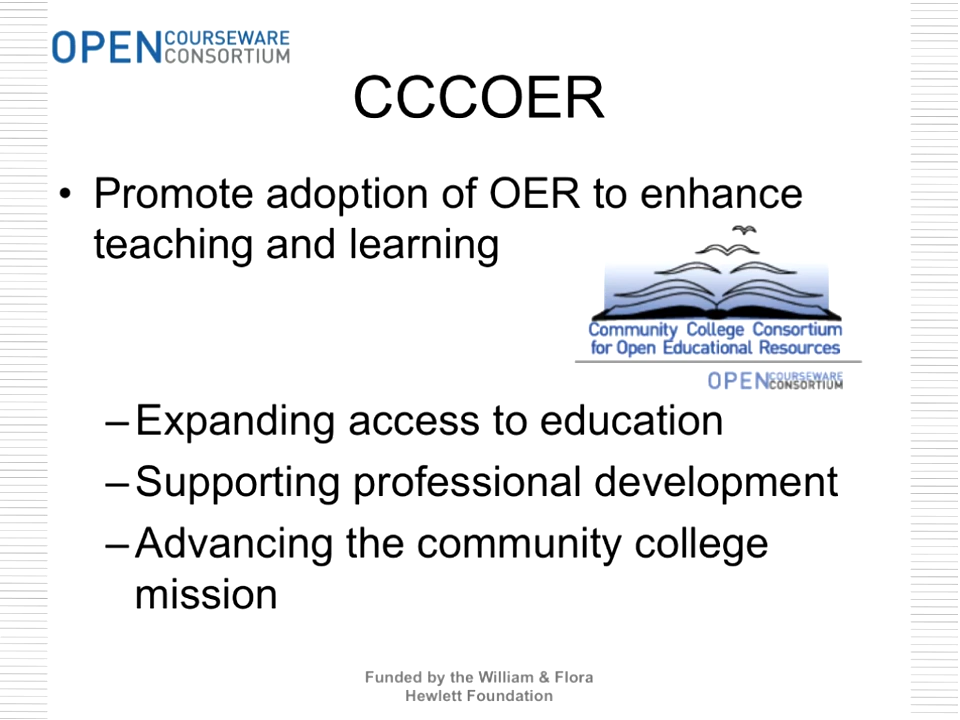 OPEN COURSEWARE CONSORTIUM
CCCOER
• Promote adoption of OER to enhance
teaching and learning
Community College Consortium
for Open Educational Resources
OPEN COURSEWARE CONSORTIUM
– Expanding access to education
– Supporting professional development
– Advancing the community college
mission
Funded by the William & Flora
Hewlett Foundation